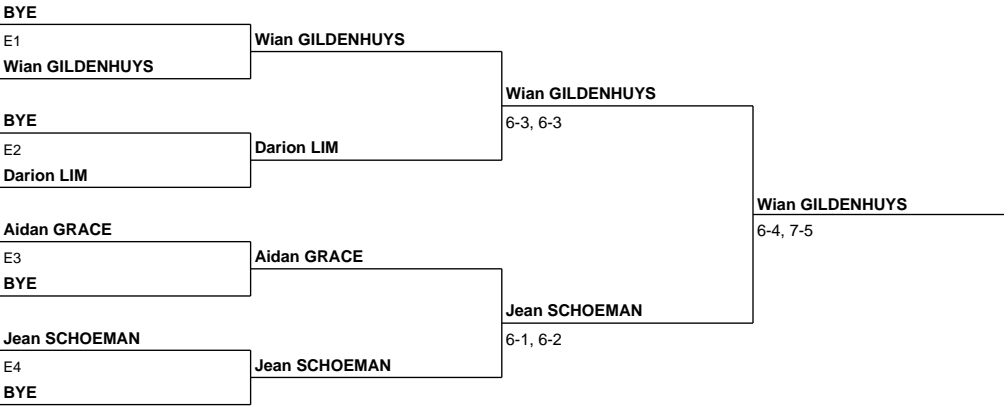 BYE
E1
Wian GILDENHUYS
Wian GILDENHUYS
BYE
E2
Darion LIM
Darion LIM
Wian GILDENHUYS
6-3, 6-3
Aidan GRACE
E3
BYE
Aidan GRACE
Jean SCHOEMAN
E4
BYE
Jean SCHOEMAN
Jean SCHOEMAN
6-1, 6-2
Wian GILDENHUYS
6-4, 7-5